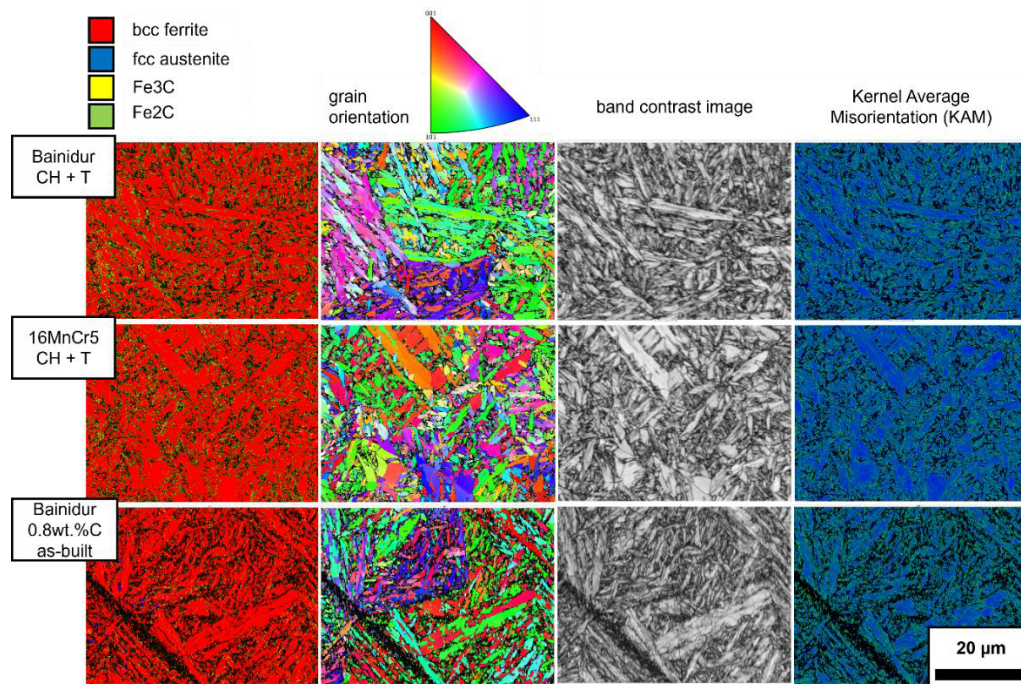 bcc ferrite
fcc austenite
Fe3C
Fe2C
grain
orientation
001
101
111
band contrast image
Kernel Average
Misorientation (KAM)
Bainidur
CH + T
16MnCr5
CH + T
Bainidur
0.8wt.%C
as-built
20 µm